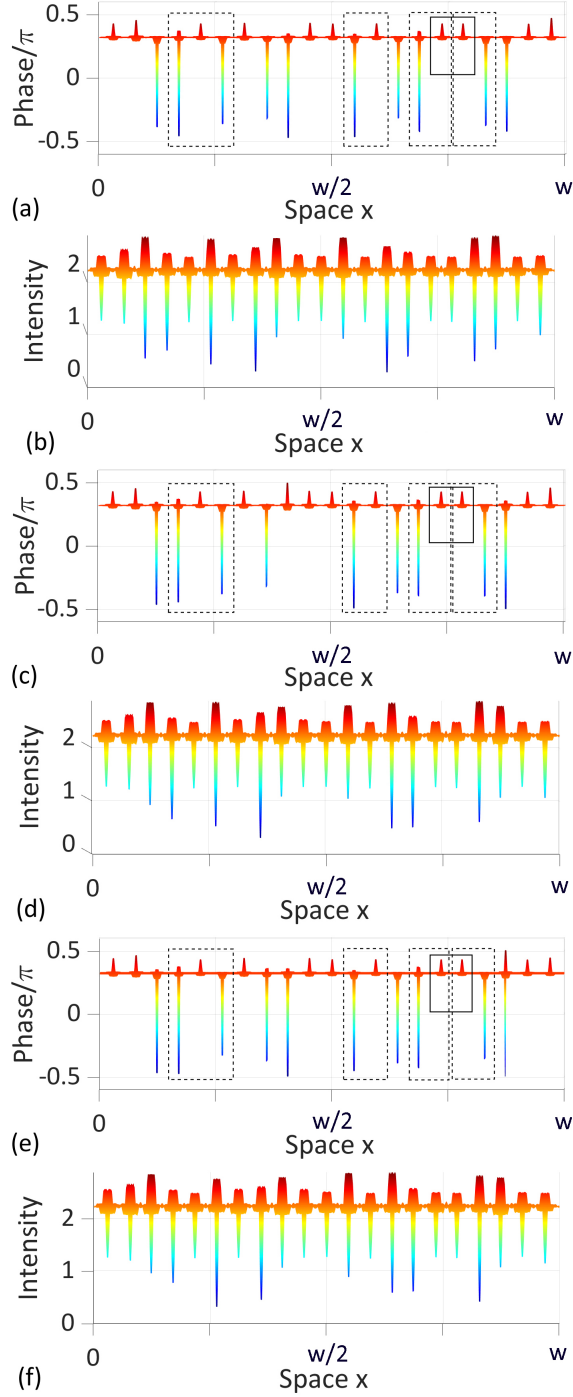 0.5
0
-0.5
Phase/π
0 w/2 w
Space x
(a)
2
1
0
Intensity
0 w/2 w
Space x
(b)
0.5
0
-0.5
Phase/π
0 w/2 w
Space x
(c)
2
1
0
Intensity
0 w/2 w
Space x
(d)
0.5
0
-0.5
Phase/π
0 w/2 w
Space x
(e)
2
1
0
Intensity
0 w/2 w
Space x
(f)